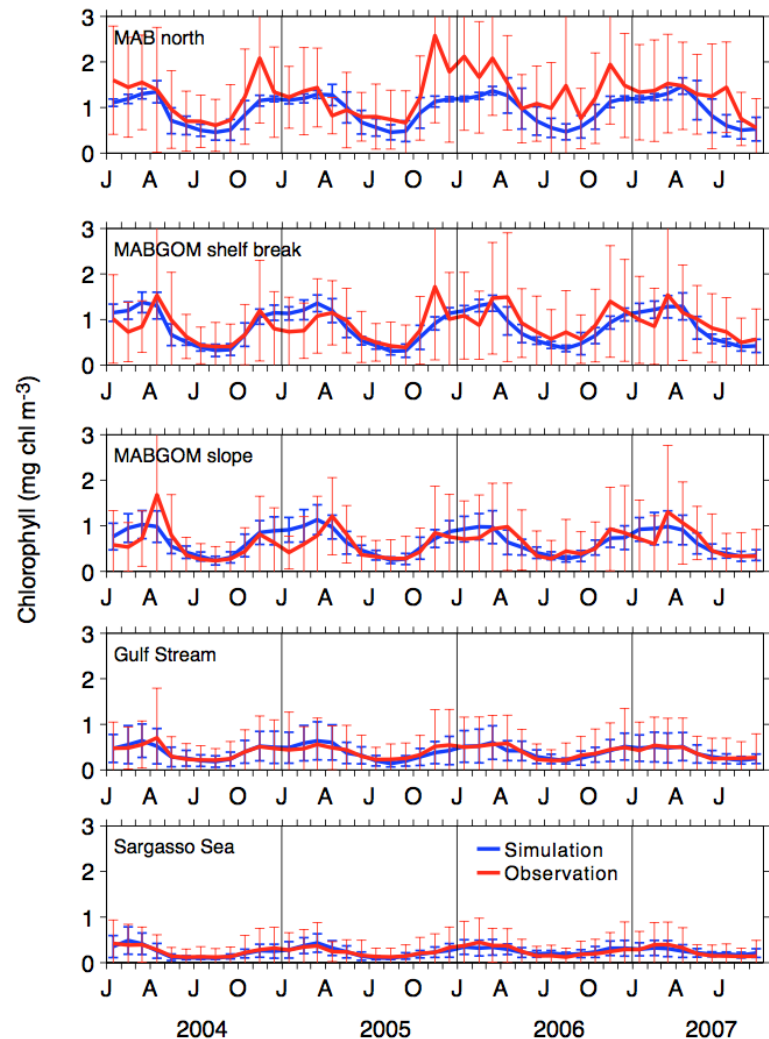 Chlorophyll (mg chl m-3)
MAB north
3
2
1
0
J A J O J A J O J A J O J A J
MABGOM shelf break
3
2
1
0
J A J O J A J O J A J O J A J
MABGOM slope
3
2
1
0
J A J O J A J O J A J O J A J
Gulf Stream
3
2
1
0
J A J O J A J O J A J O J A J
Sargasso Sea
Simulation
Observation
3
2
1
0
J A J O J A J O J A J O J A J
2004 2005 2006 2007